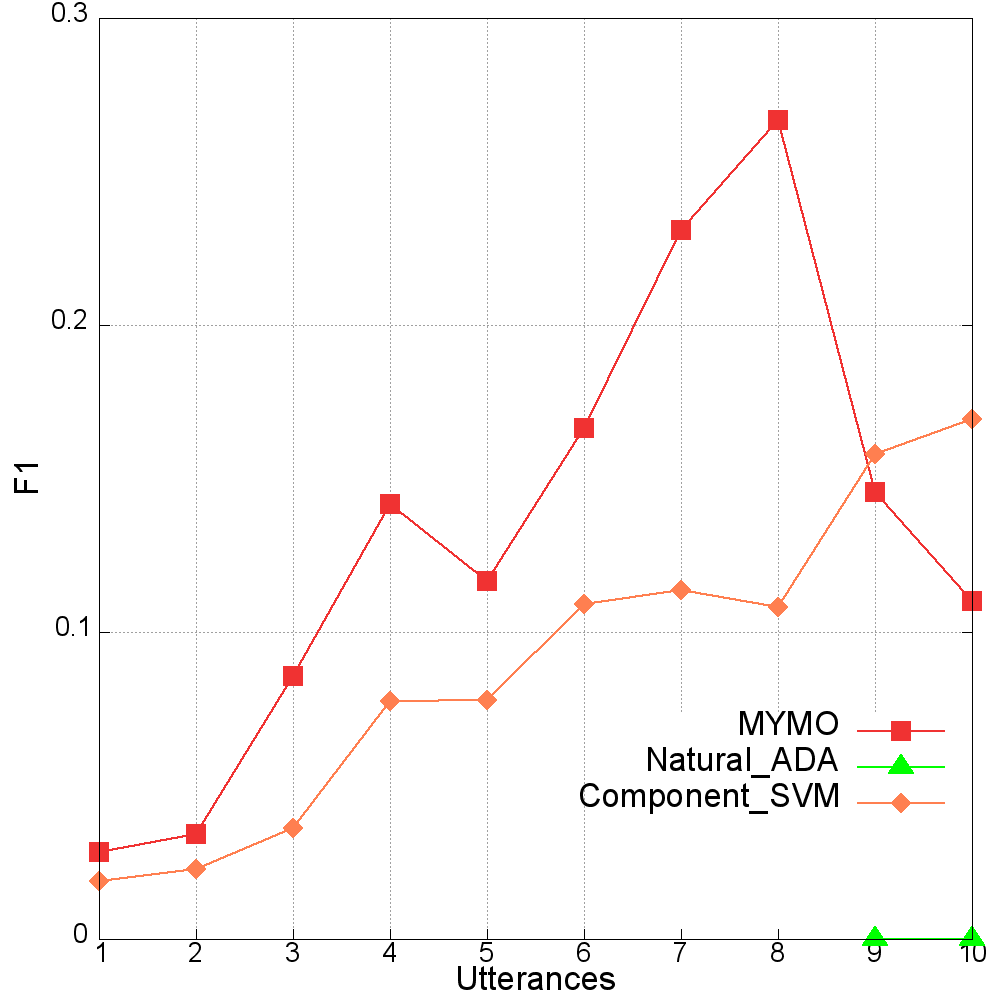 0.3
0.2
0.1
0
F1
1 2 3 4 5 6 7 8 9 10
Utterances
MYMO
Natural_ADA
Component_SVM